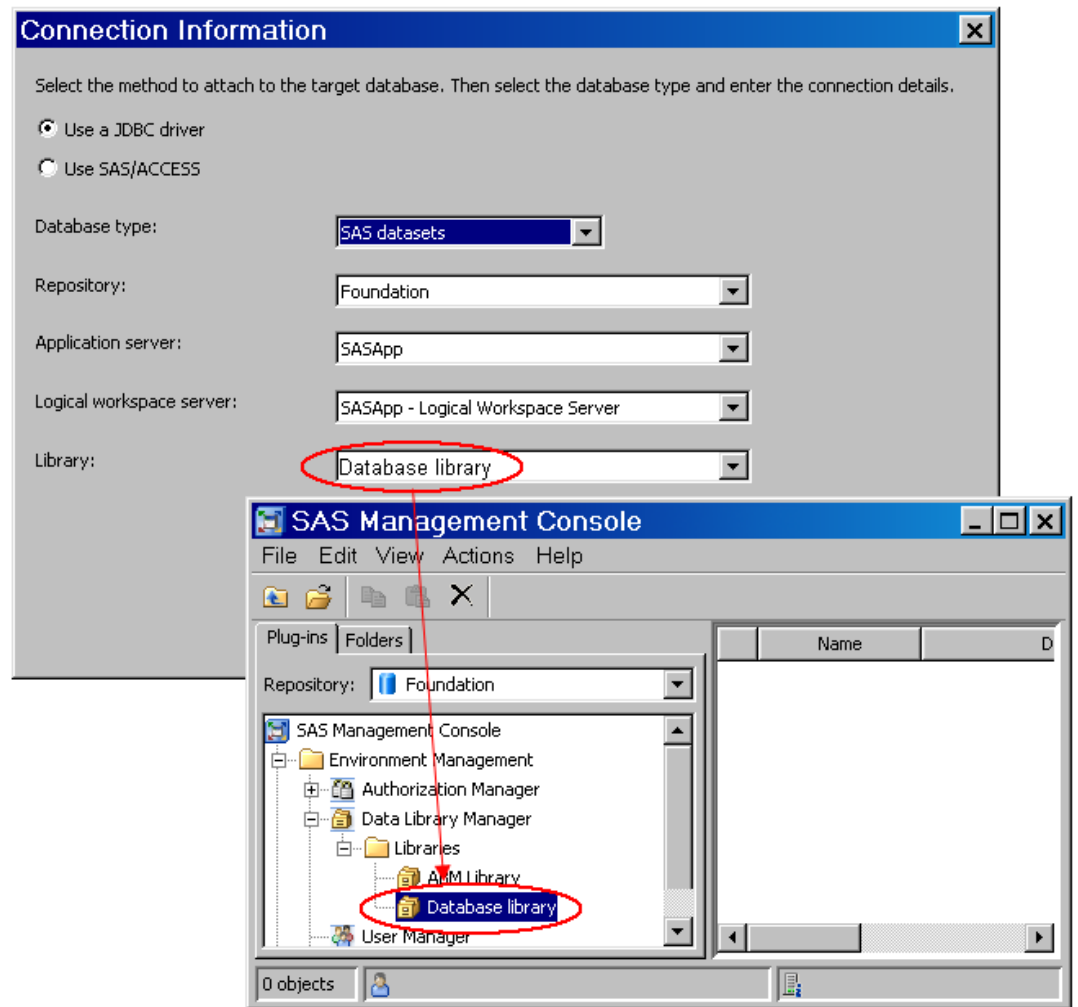 Connection Information
Select the method to attach to the target database. Then select the database type and enter the connection details.
Use a JDBC driver
Use SAS/ACCESS
Database type: SAS datasets
Repository: Foundation
Application server: SASApp
Logical workspace server: SASApp - Logical Workspace Server
Library: Database library
SAS Management Console
File Edit View Actions Help
Plug-ins Folders
Name D
Repository: Foundation
SAS Management Console
Environment Management
Authorization Manager
Data Library Manager
Libraries
ABM Library
Database library
User Manager
0 objects